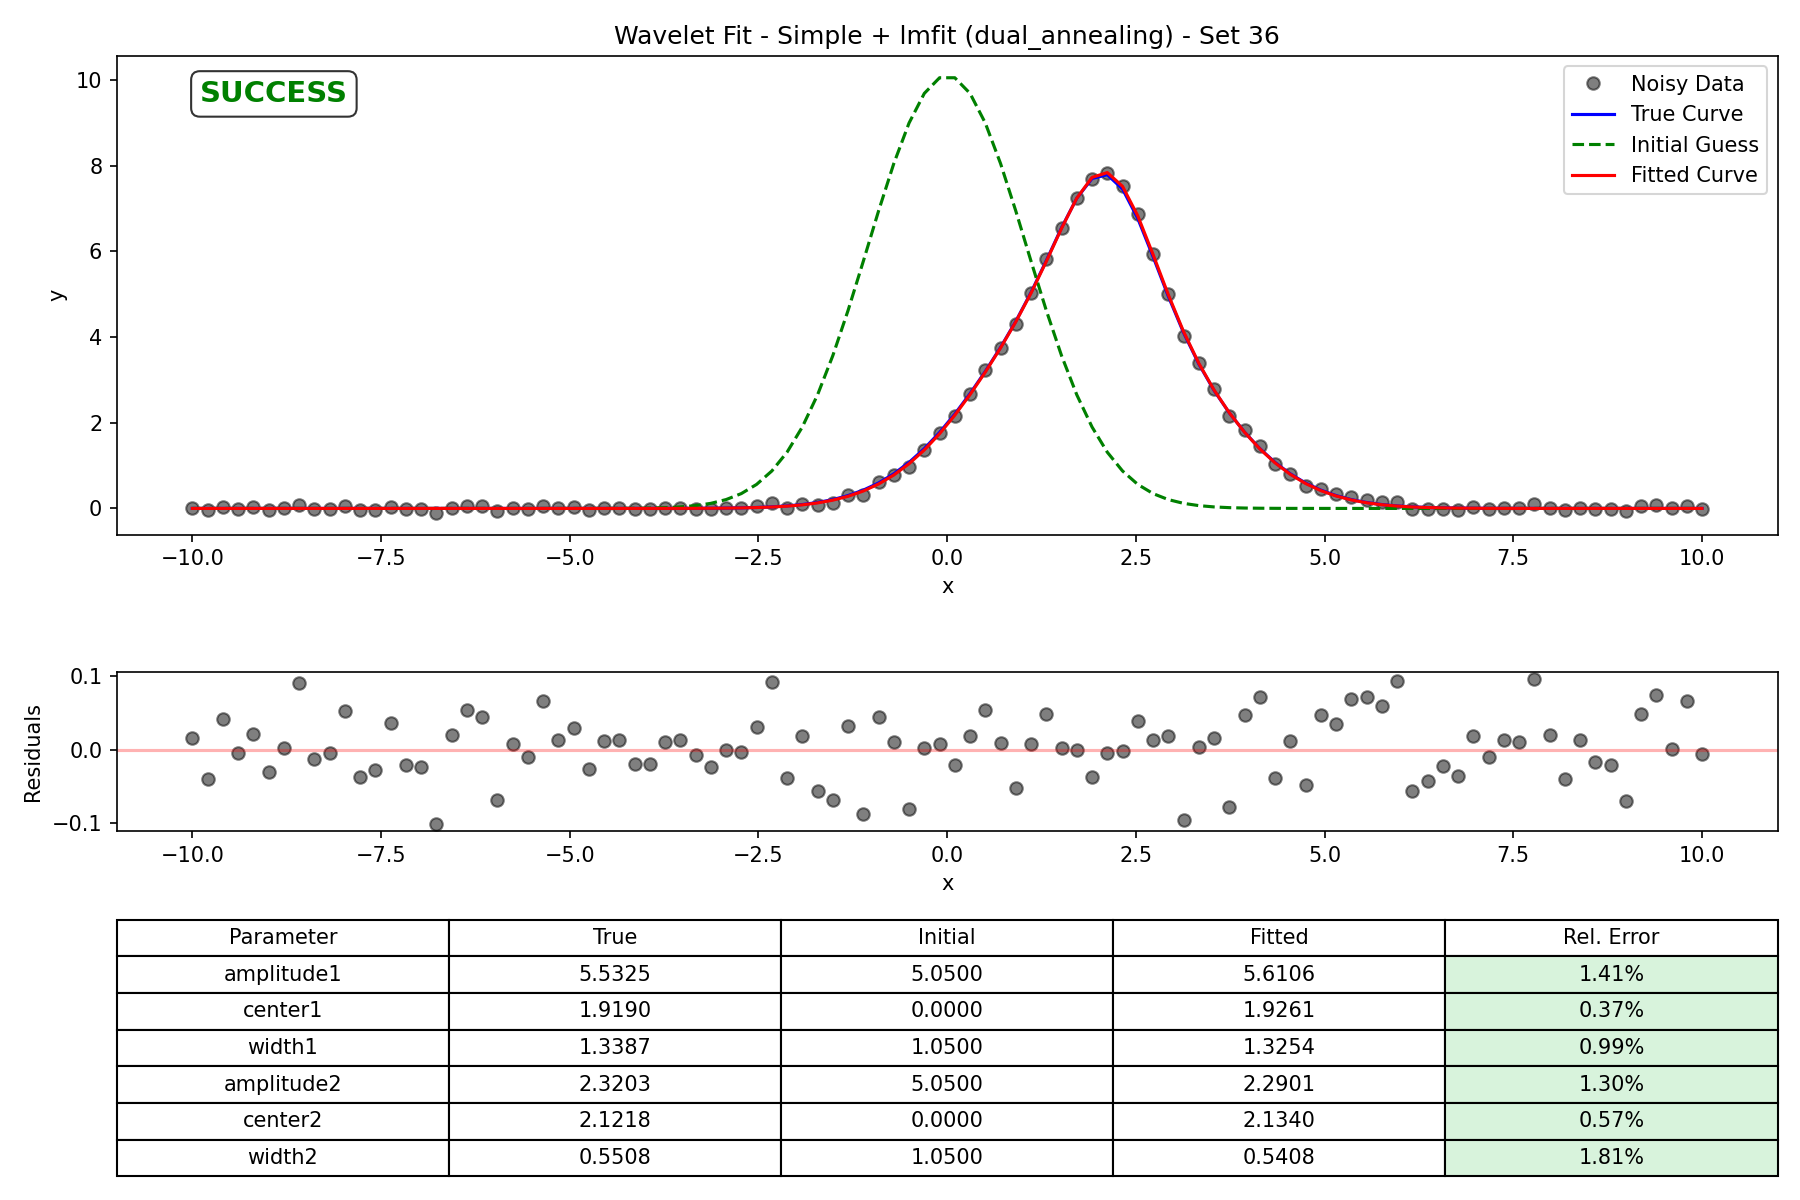 Wavelet Fit - Simple + lmfit (dual_annealing) - Set 36
SUCCESS
Noisy Data
True Curve
Initial Guess
Fitted Curve
y
10
8
6
4
2
0
−10.0 −7.5 −5.0 −2.5 0.0 2.5 5.0 7.5 10.0
x
Residuals
0.1
0.0
−0.1
−10.0 −7.5 −5.0 −2.5 0.0 2.5 5.0 7.5 10.0
x
Parameter True Initial Fitted Rel. Error
amplitude1 5.5325 5.0500 5.6106 1.41%
center1 1.9190 0.0000 1.9261 0.37%
width1 1.3387 1.0500 1.3254 0.99%
amplitude2 2.3203 5.0500 2.2901 1.30%
center2 2.1218 0.0000 2.1340 0.57%
width2 0.5508 1.0500 0.5408 1.81%